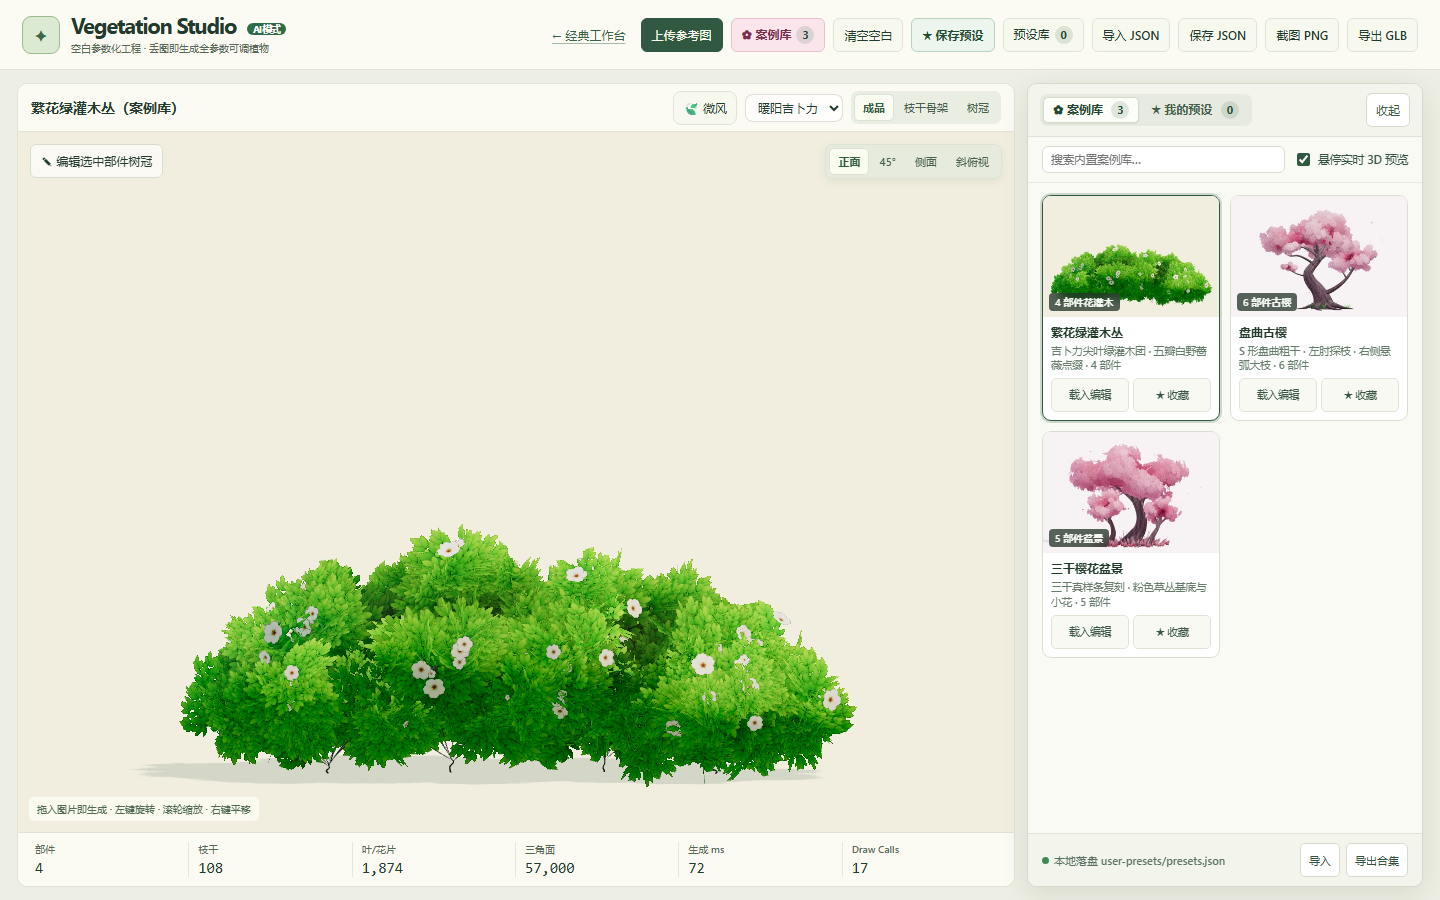 Vegetation Studio AI模式
空白参数化工程 · 丢图即生成全参数可调植物
← 经典工作台
上传参考图
✿ 案例库 3
清空空白
★ 保存预设
预设库 0
导入 JSON
保存 JSON
截图 PNG
导出 GLB
繁花绿灌木丛（案例库）
微风
暖阳吉卜力
成品
枝干骨架
树冠
编辑选中部件树冠
正面
45°
侧面
斜俯视
拖入图片即生成 · 左键旋转 · 滚轮缩放 · 右键平移
部件
4
枝干
108
叶/花片
1,874
三角面
57,000
生成 ms
72
Draw Calls
17
✿ 案例库 3
★ 我的预设 0
收起
搜索内置案例库...
悬停实时 3D 预览
4 部件花灌木
繁花绿灌木丛
吉卜力尖叶绿灌木团 · 五瓣白野蔷
薇点缀 · 4 部件
载入编辑
★ 收藏
6 部件古樱
盘曲古樱
S 形盘曲粗干 · 左肘探枝 · 右侧悬
弧大枝 · 6 部件
载入编辑
★ 收藏
5 部件盆景
三干樱花盆景
三干真样条复刻 · 粉色草丛基底与
小花 · 5 部件
载入编辑
★ 收藏
本地落盘 user-presets/presets.json
导入
导出合集